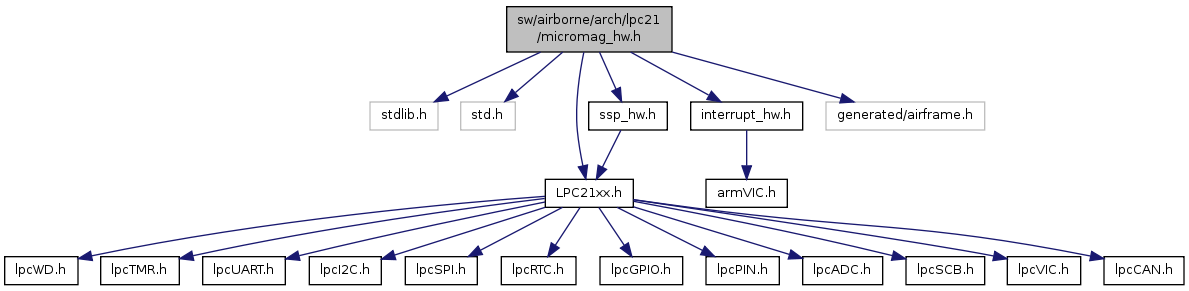 sw/airborne/arch/lpc21
/micromag_hw.h
stdlib.h
std.h
ssp_hw.h
interrupt_hw.h
generated/airframe.h
LPC21xx.h
armVIC.h
lpcWD.h
lpcTMR.h
lpcUART.h
lpcI2C.h
lpcSPI.h
lpcRTC.h
lpcGPIO.h
lpcPIN.h
lpcADC.h
lpcSCB.h
lpcVIC.h
lpcCAN.h